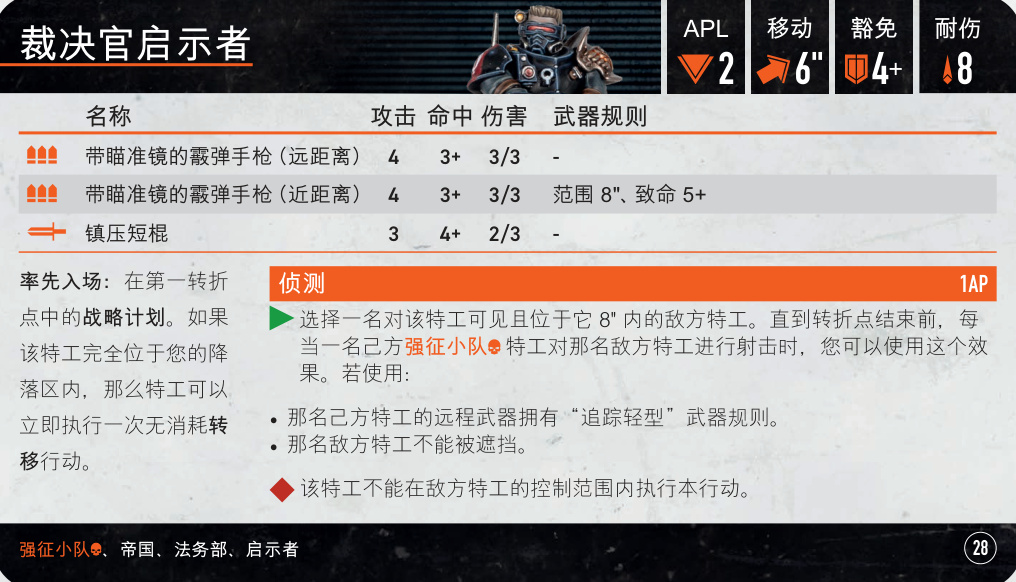 裁决官启示者
APL 移动 豁免 耐伤
2 6" 4+ 8
名称 攻击 命中 伤害 武器规则
带瞄准镜的霰弹手枪（远距离） 4 3+ 3/3 -
带瞄准镜的霰弹手枪（近距离） 4 3+ 3/3 范围 8"、致命 5+
镇压短棍 3 4+ 2/3 -
率先入场：在第一转折
点中的战略计划。如果
该特工完全位于您的降
落区内，那么特工可以
立即执行一次无消耗转
移行动。
侦测 1AP
选择一名对该特工可见且位于它 8" 内的敌方特工。直到转折点结束前，每
当一名己方强征小队特工对那名敌方特工进行射击时，您可以使用这个效
果。若使用:
• 那名己方特工的远程武器拥有“追踪轻型”武器规则。
• 那名敌方特工不能被遮挡。
该特工不能在敌方特工的控制范围内执行本行动。
强征小队、帝国、法务部、启示者
28